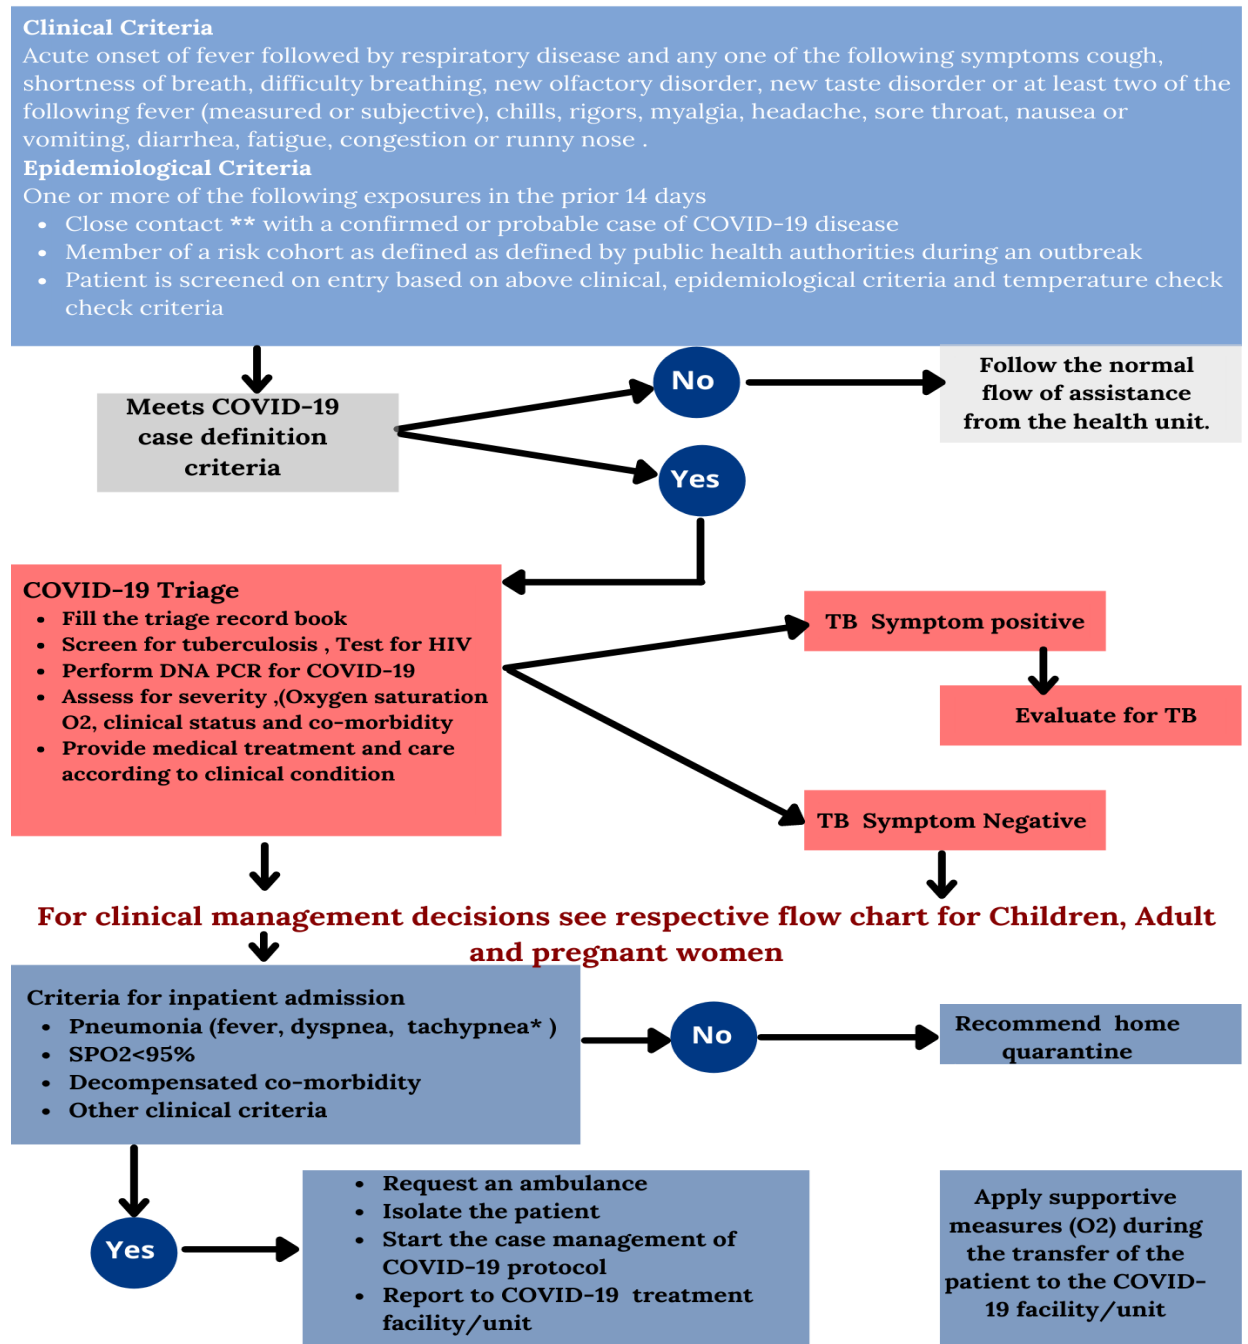 Clinical Criteria
Acute onset of fever followed by respiratory disease and any one of the following symptoms cough,
shortness of breath, difficulty breathing, new olfactory disorder, new taste disorder or at least two of the
following fever (measured or subjective), chills, rigors, myalgia, headache, sore throat, nausea or
vomiting, diarrhea, fatigue, congestion or runny nose .
Epidemiological Criteria
One or more of the following exposures in the prior 14 days
• Close contact ** with a confirmed or probable case of COVID-19 disease
• Member of a risk cohort as defined as defined by public health authorities during an outbreak
• Patient is screened on entry based on above clinical, epidemiological criteria and temperature check
check criteria
Meets COVID-19
case definition
criteria
No
Follow the normal
flow of assistance
from the health unit.
Yes
COVID-19 Triage
• Fill the triage record book
• Screen for tuberculosis , Test for HIV
• Perform DNA PCR for COVID-19
• Assess for severity ,(Oxygen saturation
O2, clinical status and co-morbidity
• Provide medical treatment and care
according to clinical condition
TB Symptom positive
Evaluate for TB
TB Symptom Negative
For clinical management decisions see respective flow chart for Children, Adult
and pregnant women
Criteria for inpatient admission
• Pneumonia (fever, dyspnea, tachypnea* )
• SPO2<95%
• Decompensated co-morbidity
• Other clinical criteria
No
Recommend home
quarantine
Yes
• Request an ambulance
• Isolate the patient
• Start the case management of
COVID-19 protocol
• Report to COVID-19 treatment
facility/unit
Apply supportive
measures (O2) during
the transfer of the
patient to the COVID-
19 facility/unit